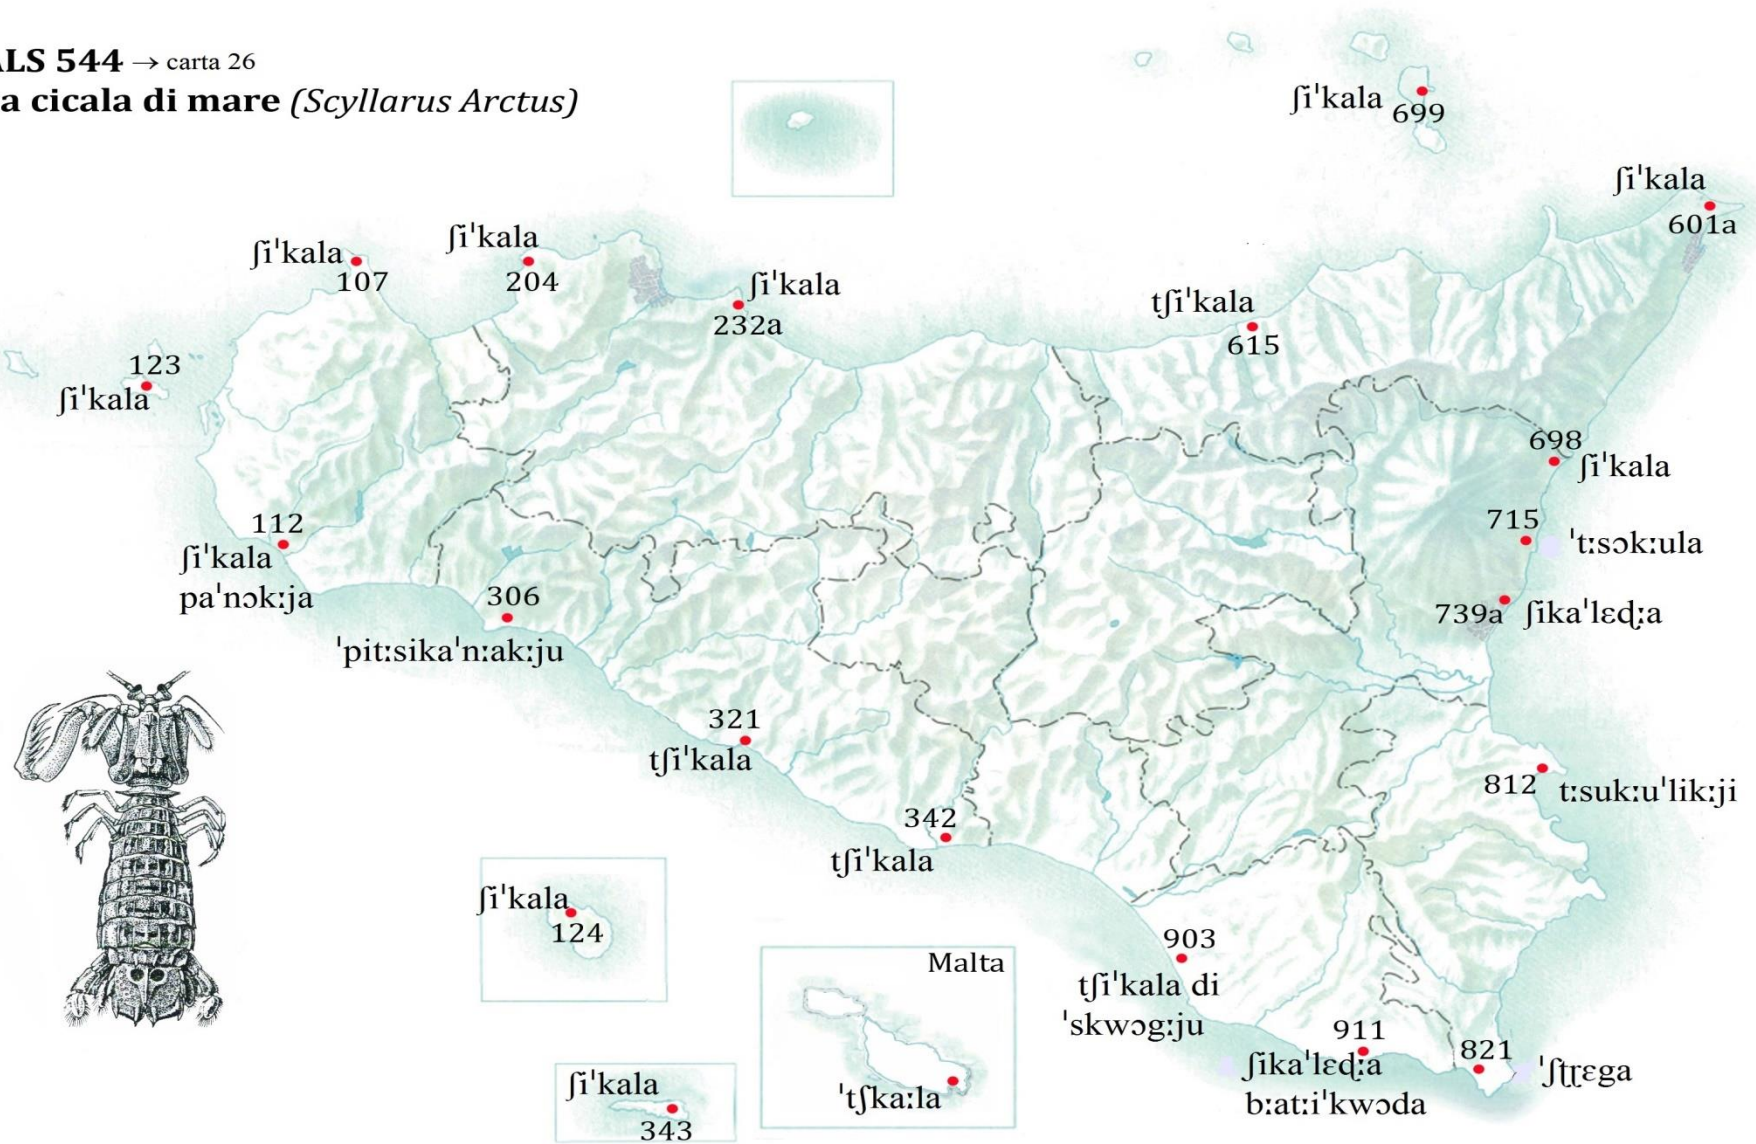 ALS 544 → carta 26
la cicala di mare (Scyllarus Arctus)
ʃiˈkala
699
ʃiˈkala
601a
ʃiˈkala
107
ʃiˈkala
204
ʃiˈkala
232a
tʃiˈkala
615
123
ʃiˈkala
698
ʃiˈkala
715
ˈtːsɔkːula
112
ʃiˈkala
paˈnɔkːja
306
ˈpitːsikaˈnːakːju
739a
ʃikaˈlɛɖːa
321
tʃiˈkala
812
tːsukːuˈlikːji
342
tʃiˈkala
ʃiˈkala
124
903
tʃiˈkala di
ˈskwɔgːju
Malta
ˈtʃkaːla
911
ʃikaˈlɛɖːa
bːatːiˈkwɔda
821
ˈʃʈɽɛga
ʃiˈkala
343